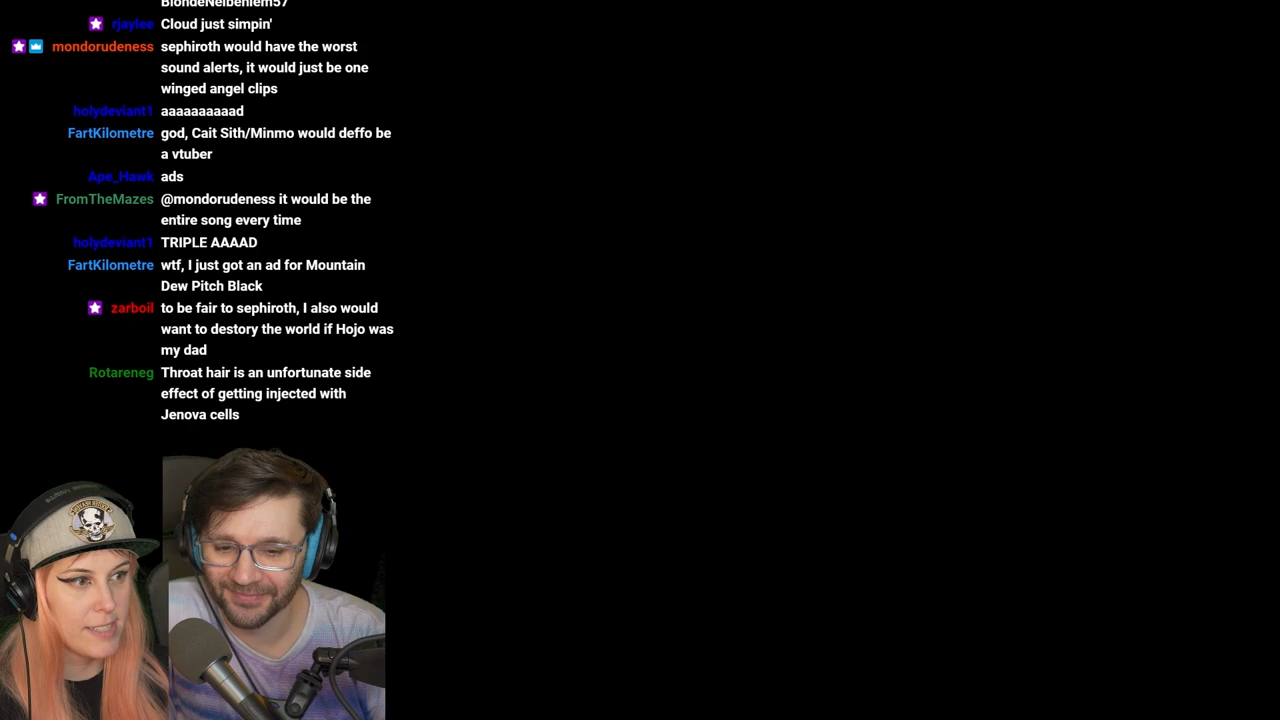 BlondeNeibehlem57
rjaylee Cloud just simpin'
mondorudeness sephiroth would have the worst
sound alerts, it would just be one
winged angel clips
holydeviant1 aaaaaaaaaad
FartKilometre god, Cait Sith/Minmo would deffo be
a vtuber
Ape_Hawk ads
FromTheMazes @mondorudeness it would be the
entire song every time
holydeviant1 TRIPLE AAAAD
FartKilometre wtf, I just got an ad for Mountain
Dew Pitch Black
zarboil to be fair to sephiroth, I also would
want to destory the world if Hojo was
my dad
Rotareneg Throat hair is an unfortunate side
effect of getting injected with
Jenova cells